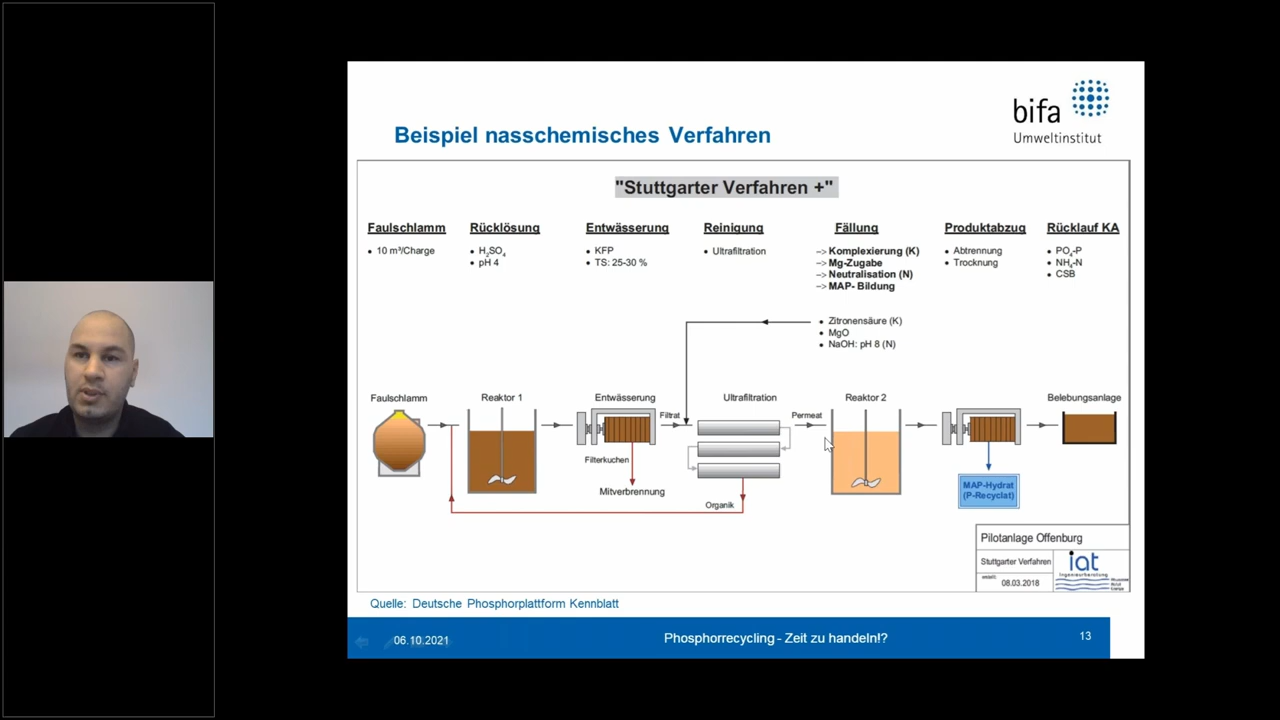 bifa
Umweltinstitut
Beispiel nasschemisches Verfahren
"Stuttgarter Verfahren +"
Faulschlamm
• 10 m³/Charge
Rücklösung
• H₂SO₄
• pH 4
Entwässerung
• KFP
• TS: 25-30 %
Reinigung
• Ultrafiltration
Fällung
–> Komplexierung (K)
–> Mg-Zugabe
–> Neutralisation (N)
–> MAP- Bildung
Produktabzug
• Abtrennung
• Trocknung
Rücklauf KA
• PO₄-P
• NH₄-N
• CSB
• Zitronensäure (K)
• MgO
• NaOH: pH 8 (N)
Faulschlamm
Reaktor 1
Entwässerung
Filtrat
Ultrafiltration
Permeat
Reaktor 2
Belebungsanlage
Filterkuchen
Mitverbrennung
Organik
MAP-Hydrat
(P-Recyclat)
Pilotanlage Offenburg
Stuttgarter Verfahren
08.03.2018
iat
Quelle: Deutsche Phosphorplattform Kennblatt
06.10.2021
Phosphorrecycling - Zeit zu handeln!?
13